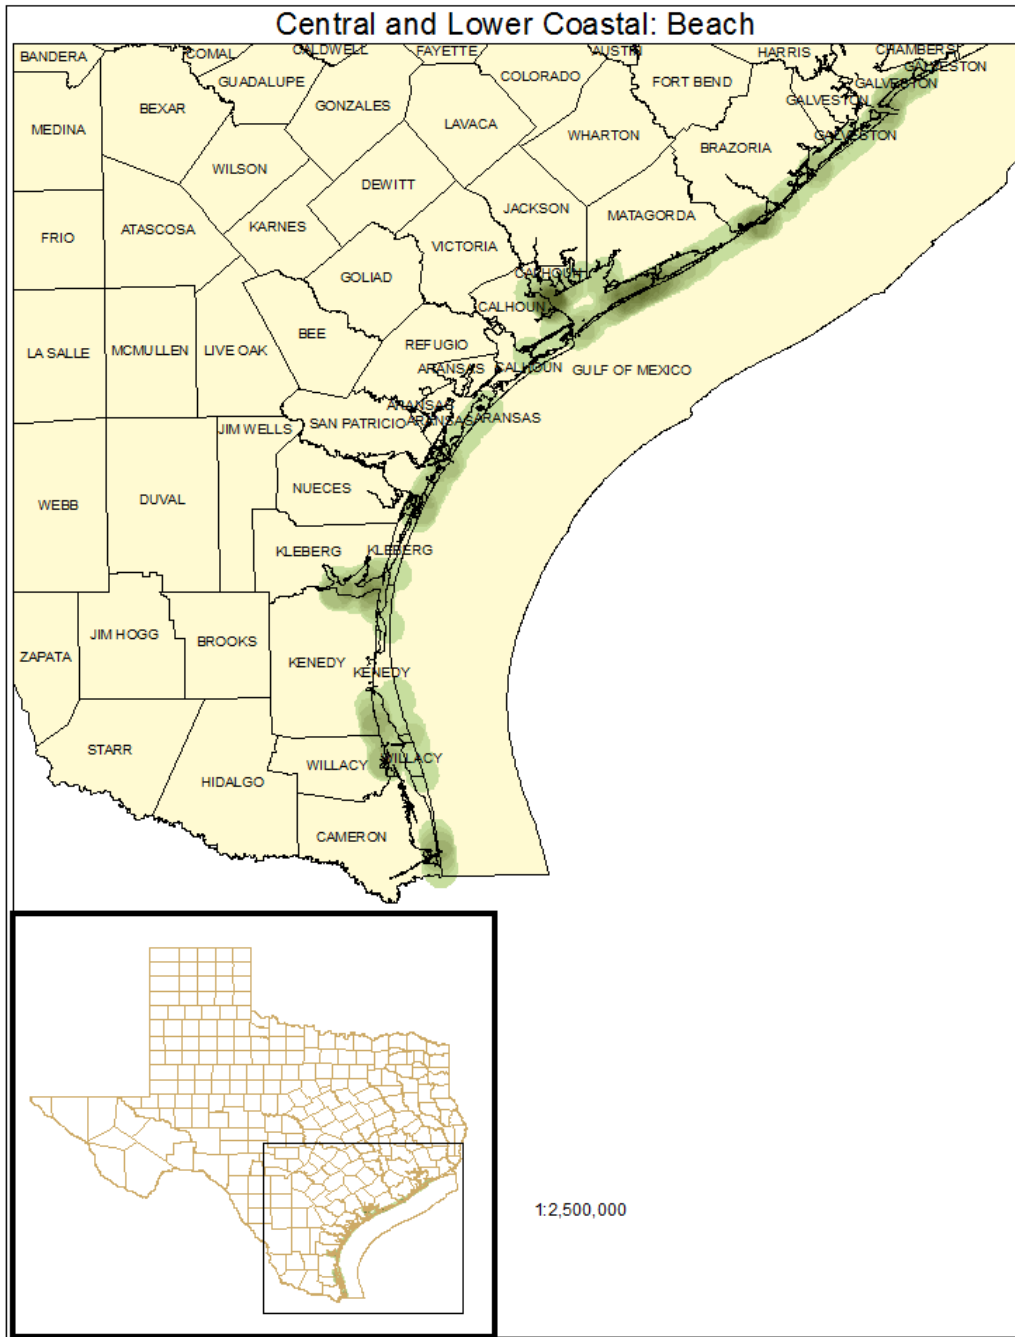 Central and Lower Coastal: Beach
BANDERA
COMAL
CALDWELL
FAYETTE
AUSTIN
HARRIS
CHAMBERS
GALVESTON
GUADALUPE
COLORADO
FORT BEND
GALVESTON
BEXAR
GONZALES
GALVESTON
MEDINA
LAVACA
WHARTON
GALVESTON
BRAZORIA
WILSON
DEWITT
JACKSON
MATAGORDA
FRIO
ATASCOSA
KARNES
VICTORIA
GOLIAD
CALHOUN
CALHOUN
BEE
REFUGIO
LA SALLE
MCMULLEN
LIVE OAK
ARANSAS
CALHOUN
GULF OF MEXICO
ARANSAS
SAN PATRICIO
ARANSAS
ARANSAS
JIM WELLS
NUECES
WEBB
DUVAL
KLEBERG
KLEBERG
JIM HOGG
BROOKS
ZAPATA
KENEDY
KENEDY
STARR
WILLACY
WILLACY
HIDALGO
CAMERON
1:2,500,000